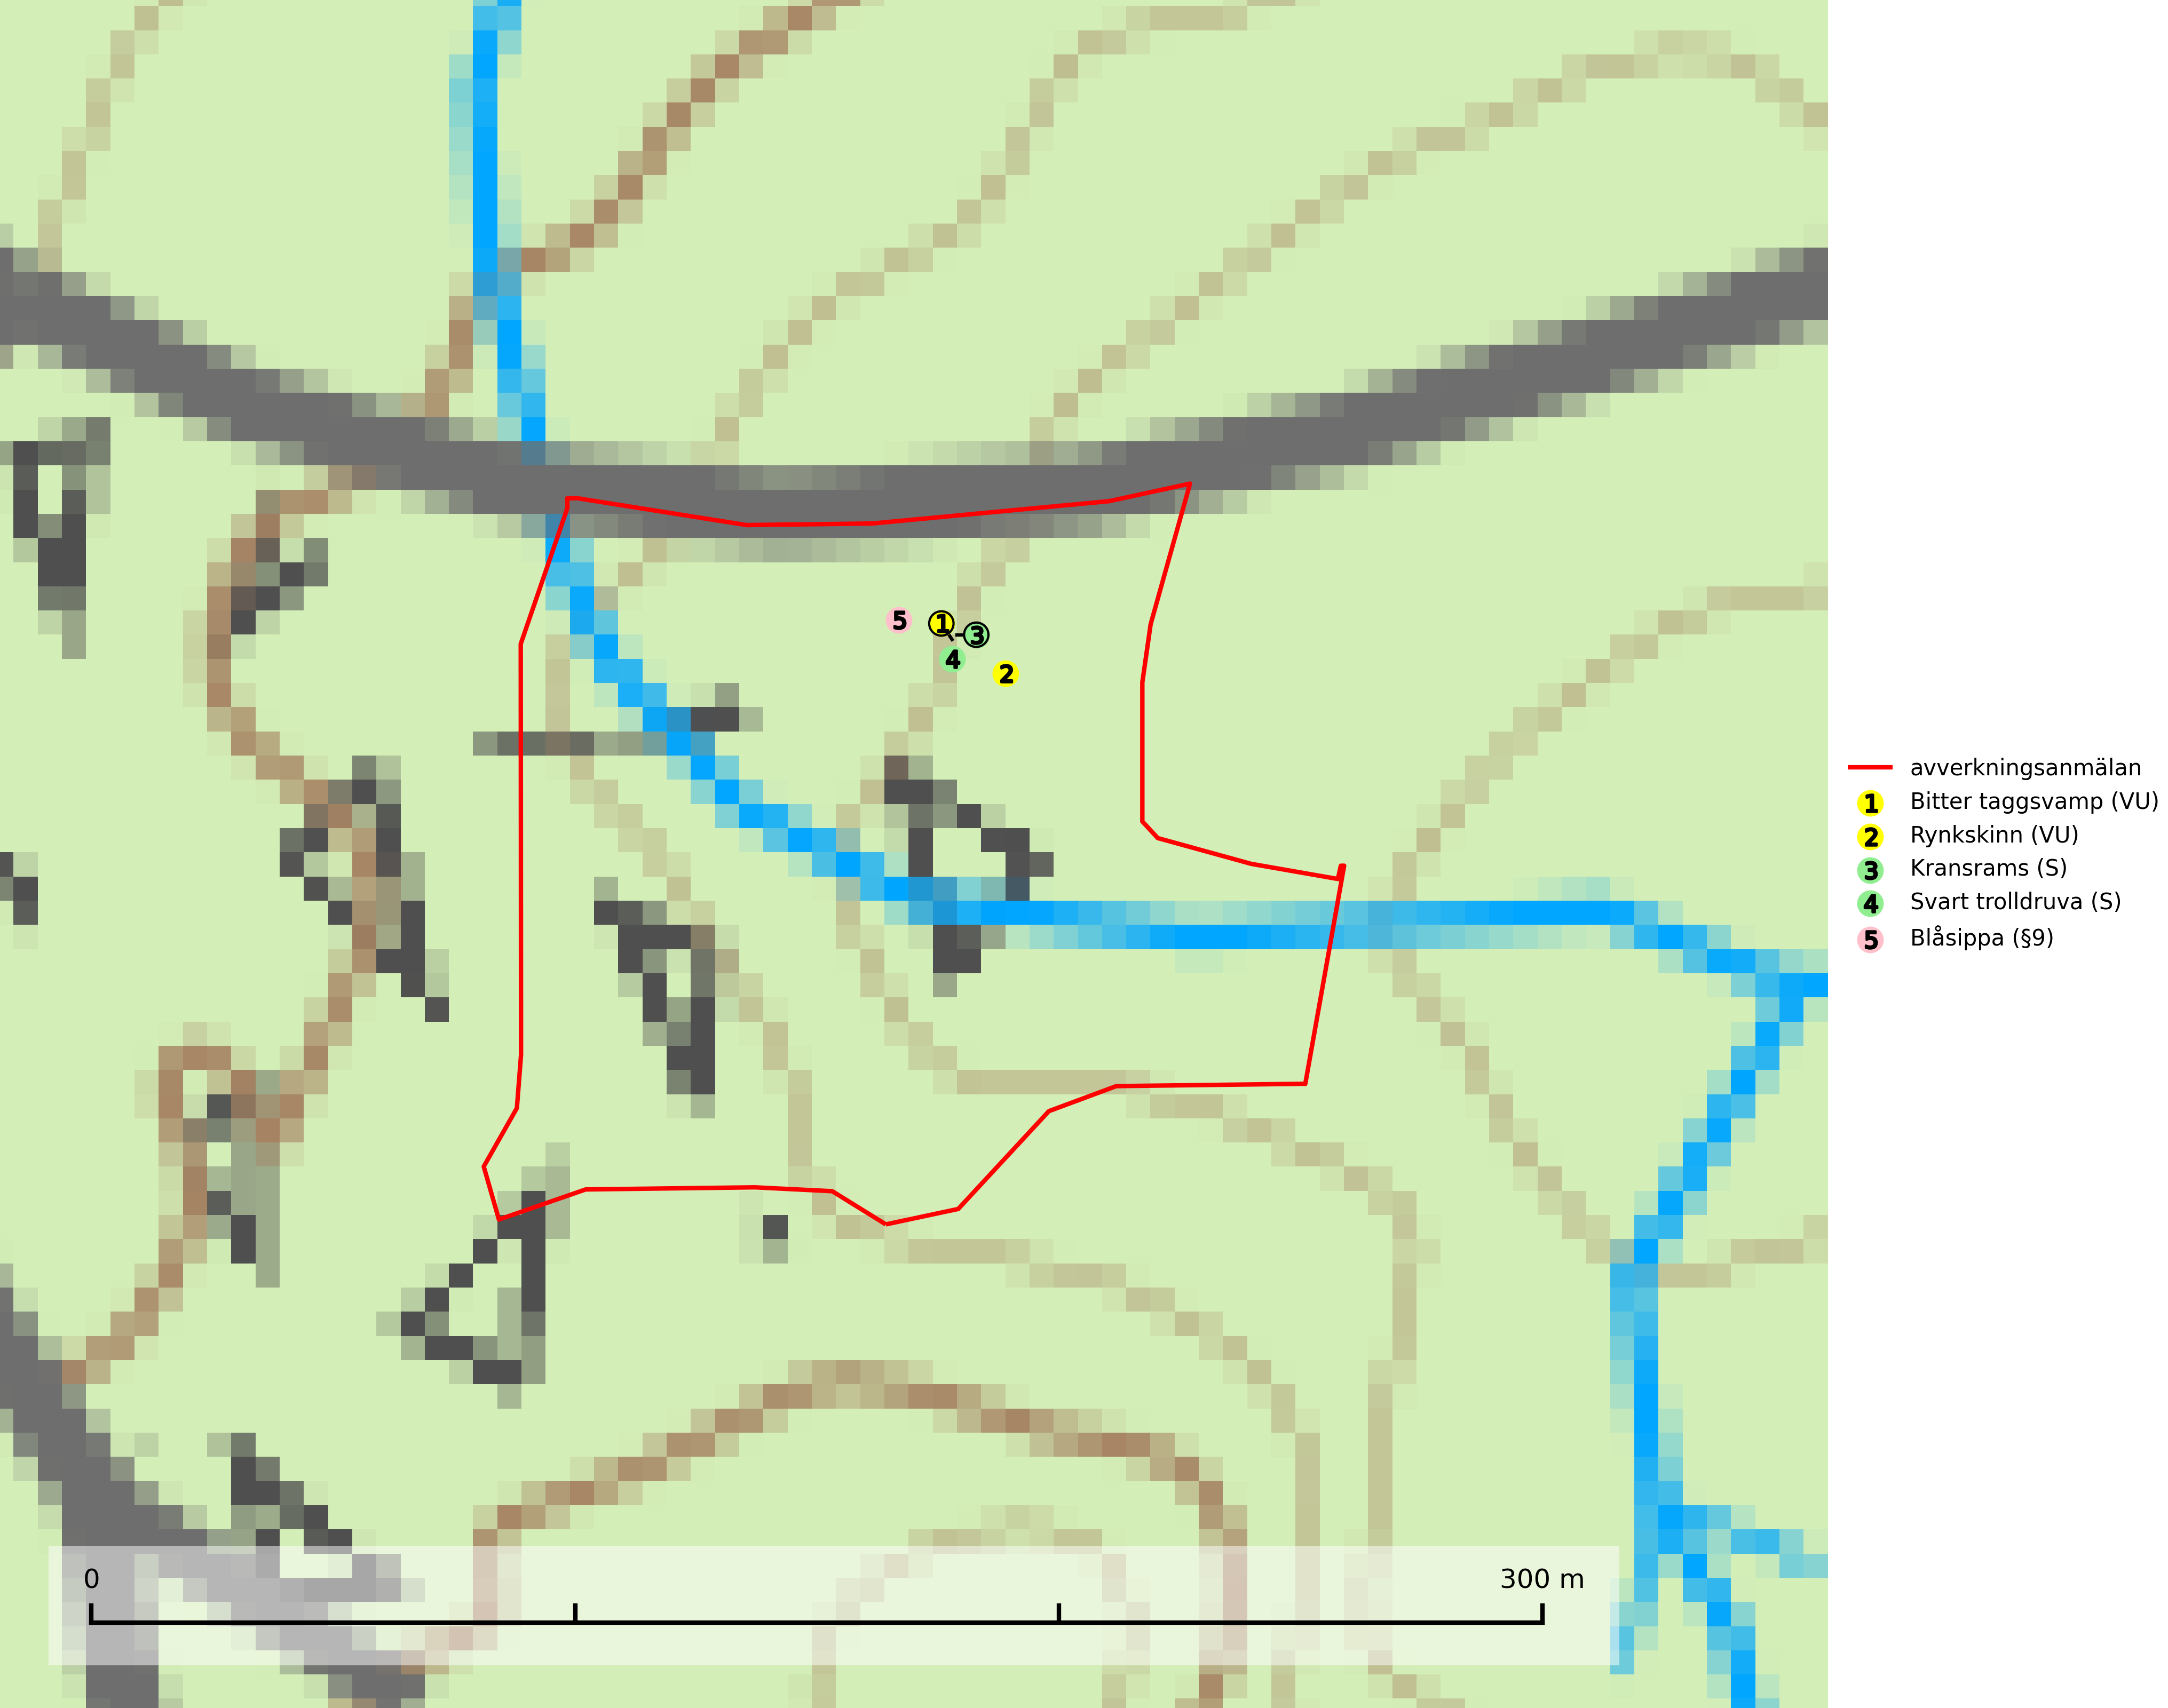 5 1 3
4 2
avverkningsanmälan
1 Bitter taggsvamp (VU)
2 Rynkskinn (VU)
3 Kransrams (S)
4 Svart trolldruva (S)
5 Blåsippa (§9)
0 300 m